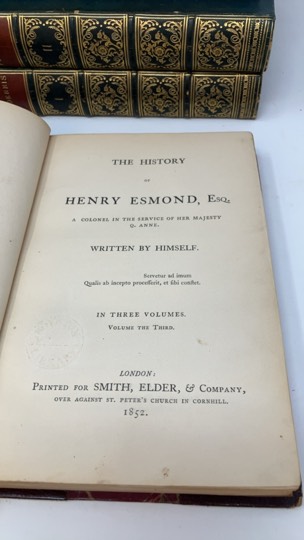 THE HISTORY
OF
HENRY ESMOND, Esq.
A COLONEL IN THE SERVICE OF HER MAJESTY
Q. ANNE.
WRITTEN BY HIMSELF.
Servetur ad imum
Qualis ab incepto processerit, et sibi constet.
IN THREE VOLUMES.
Volume the Third.
LONDON:
Printed for SMITH, ELDER, & Company,
OVER AGAINST ST. PETER'S CHURCH IN CORNHILL.
1852.